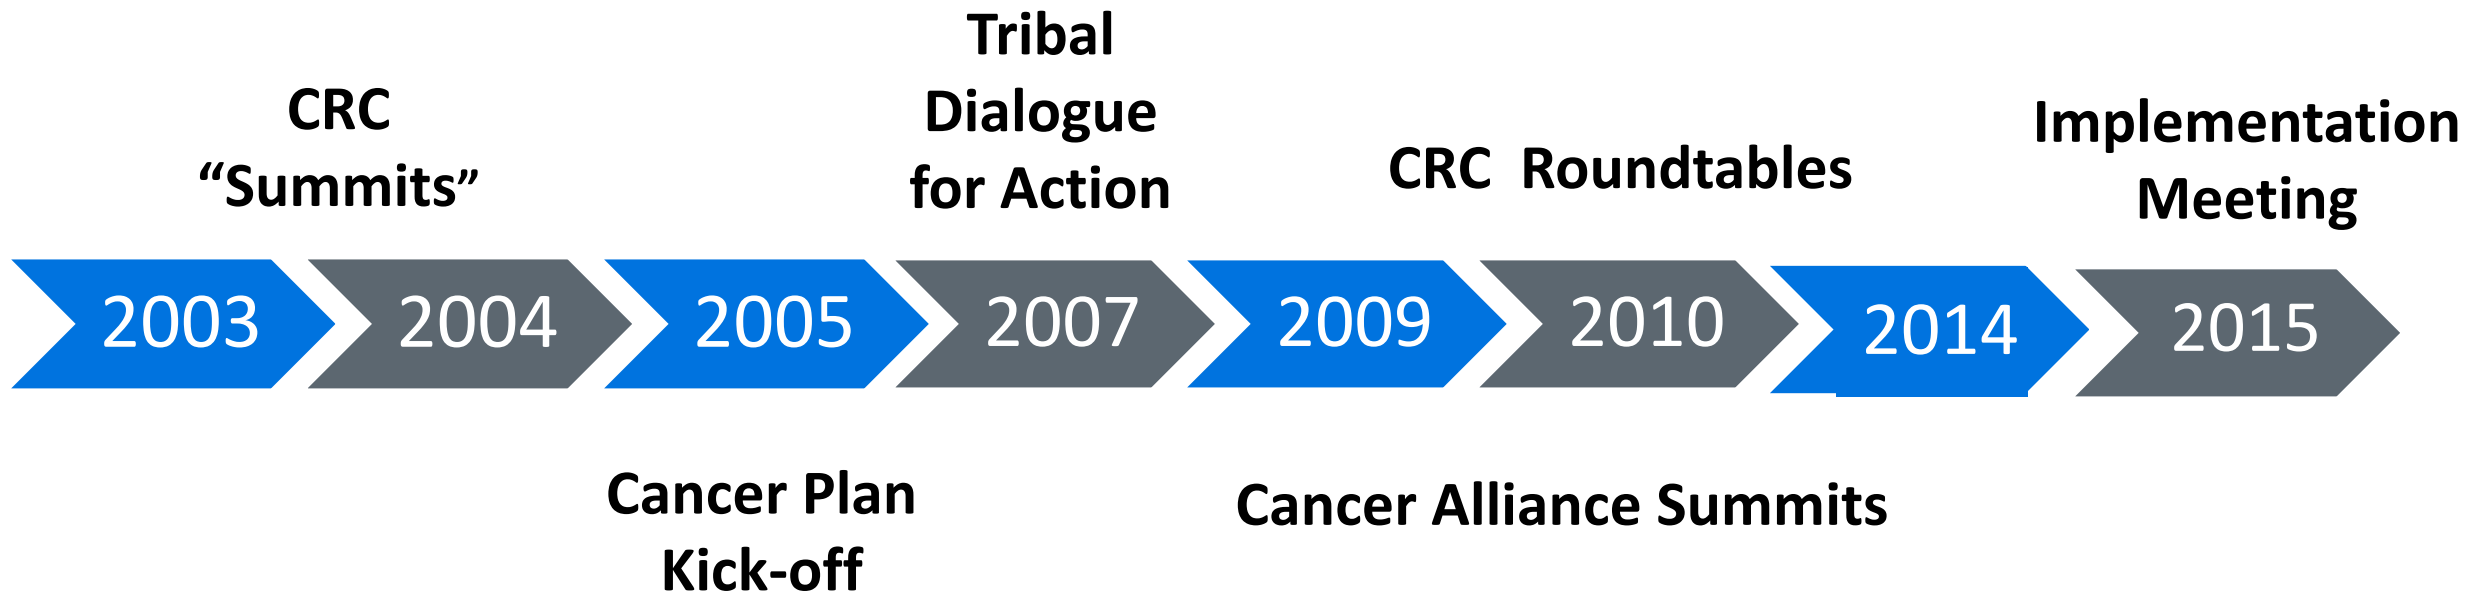 Tribal
Dialogue
for Action
CRC
“Summits”
CRC Roundtables
Implementation
Meeting
2003
2004
2005
2007
2009
2010
2014
2015
Cancer Plan
Kick-off
Cancer Alliance Summits